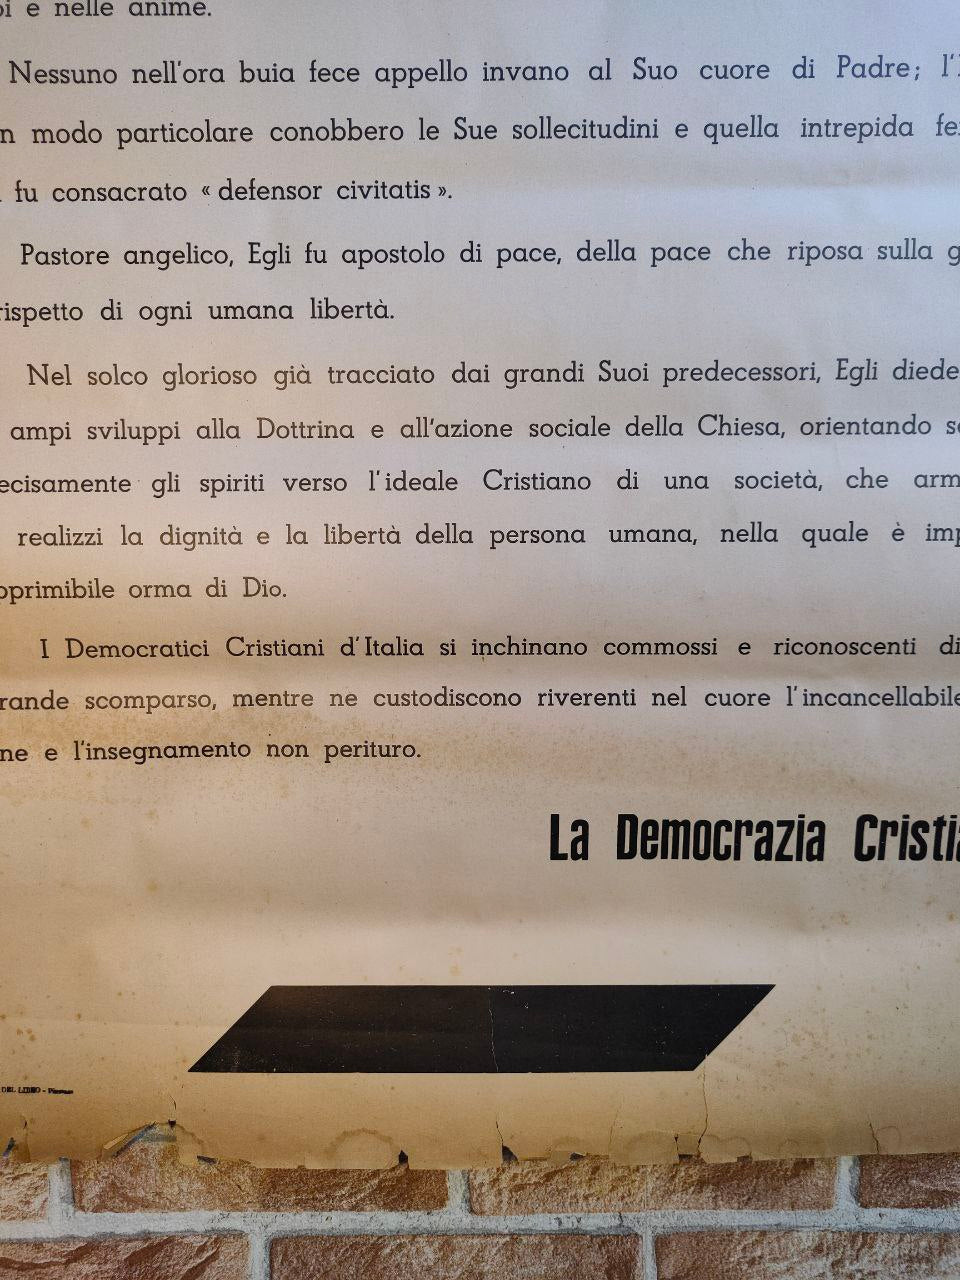 e nelle anime.
Nessuno nell'ora buia fece appello invano al Suo cuore di Padre; l'
modo particolare conobbero le Sue sollecitudini e quella intrepida
fu consacrato « defensor civitatis ».
Pastore angelico, Egli fu apostolo di pace, della pace che riposa sulla
rispetto di ogni umana libertà.
Nel solco glorioso già tracciato dai grandi Suoi predecessori, Egli diede
ampi sviluppi alla Dottrina e all'azione sociale della Chiesa, orientando
ecisamente gli spiriti verso l'ideale Cristiano di una società, che arm
realizzi la dignità e la libertà della persona umana, nella quale è imp
opprimibile orma di Dio.
I Democratici Cristiani d'Italia si inchinano commossi e riconoscenti di
rande scomparso, mentre ne custodiscono riverenti nel cuore l'incancellabile
ne e l'insegnamento non perituro.
La Democrazia Cristia
DEL LIBRO -